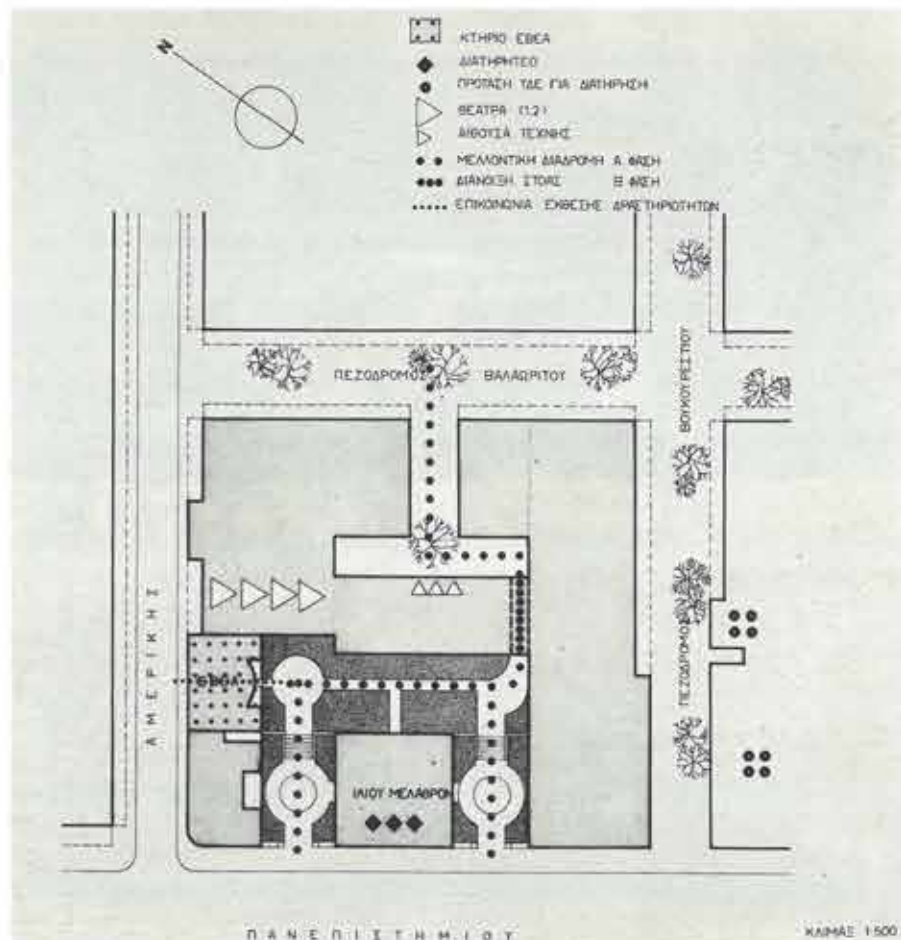 N
ΚΤΗΡΙΟ ΕΒΕΑ
ΔΙΑΤΗΡΗΤΕΟ
ΠΡΟΤΑΣΗ ΥΔΕ ΓΙΑ ΔΙΑΤΗΡΗΣΗ
ΘΕΑΤΡΑ (1.2)
ΑΙΘΟΥΣΑ ΤΕΧΝΗΣ
ΜΕΛΛΟΝΤΙΚΗ ΔΙΑΔΡΟΜΗ Α ΦΑΣΗ
ΔΙΑΝΟΙΞΗ ΣΤΟΑΣ Β ΦΑΣΗ
ΕΠΙΚΟΙΝΩΝΙΑ ΕΚΘΕΣΗΣ ΔΡΑΣΤΗΡΙΟΤΗΤΩΝ
ΠΕΖΟΔΡΟΜΟΣ ΒΑΛΑΩΡΙΤΟΥ
ΒΟΥΚΟΥΡΕΣΤΙΟΥ
ΠΕΖΟΔΡΟΜΟΣ
ΑΜΕΡΙΚΗΣ
ΕΒΕΑ
ΙΛΙΟΥ ΜΕΛΑΘΡΟΝ
ΠΑΝΕΠΙΣΤΗΜΙΟΥ
ΚΛΙΜΑΞ 1:500